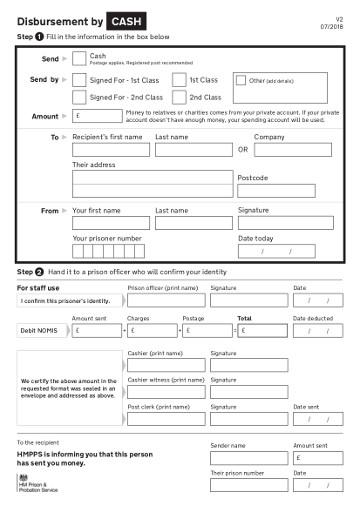 Disbursement by CASH
V2
07/2018
Step 1 Fill in the information in the box below
Send
Cash
Postage applies. Registered post recommended
Send by
Signed For - 1st Class
1st Class
Other (add details)
Signed For - 2nd Class
2nd Class
Amount
£
Money to relatives or charities comes from your private account. If your private
account doesn't have enough money, your spending account will be used.
To
Recipient's first name
Last name
Company
OR
Their address
Postcode
From
Your first name
Last name
Signature
Your prisoner number
Date today
/ /
Step 2 Hand it to a prison officer who will confirm your identity
For staff use
Prison officer (print name)
Signature
Date
I confirm this prisoner's identity.
/ /
Amount sent
Charges
Postage
Total
Date deducted
Debit NOMIS
£ + £ + £ = £
/ /
Cashier (print name)
Signature
We certify the above amount in the
requested format was sealed in an
envelope and addressed as above.
Cashier witness (print name)
Signature
Post clerk (print name)
Signature
Date sent
/ /
To the recipient
HMPPS is informing you that this person
has sent you money.
Sender name
Amount sent
£
Their prison number
Date
/ /
HM Prison &
Probation Service